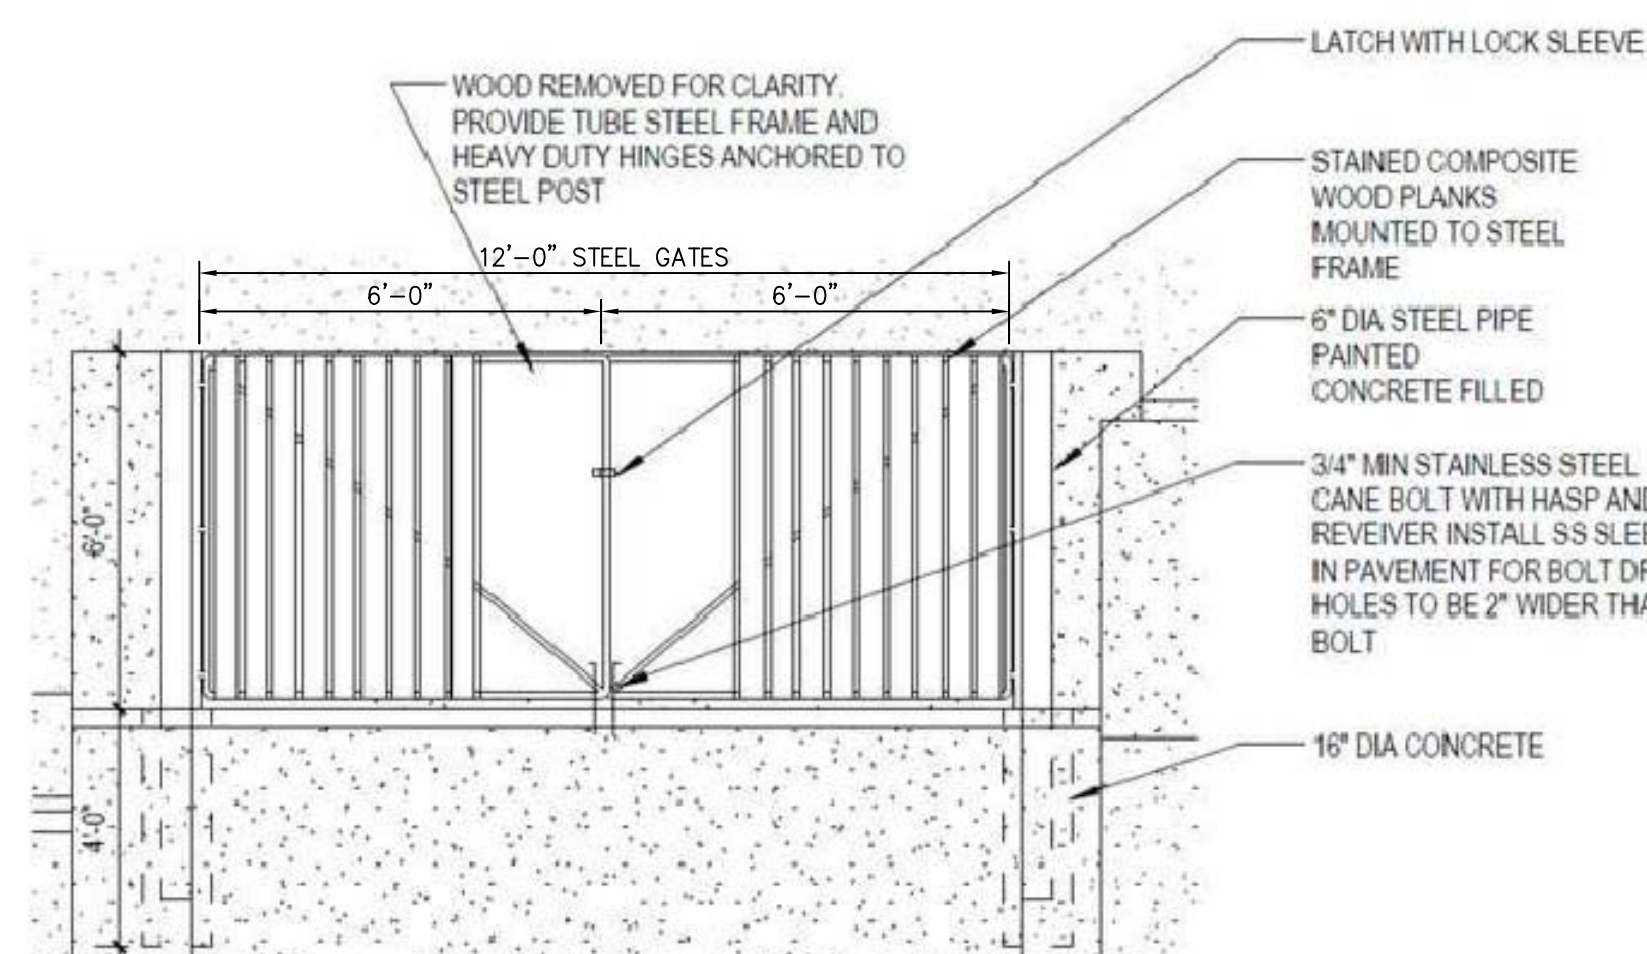 LATCH WITH LOCK SLEEVE
WOOD REMOVED FOR CLARITY.
PROVIDE TUBE STEEL FRAME AND
HEAVY DUTY HINGES ANCHORED TO
STEEL POST
STAINED COMPOSITE
WOOD PLANKS
MOUNTED TO STEEL
FRAME
12'-0" STEEL GATES
6'-0" 6'-0"
6" DIA. STEEL PIPE
PAINTED
CONCRETE FILLED
3/4" MIN STAINLESS STEEL
CANE BOLT WITH HASP AND
REVEIVER INSTALL SS SLEE
IN PAVEMENT FOR BOLT DR
HOLES TO BE 2" WIDER THA
BOLT
6'-0"
16" DIA CONCRETE
4'-0"